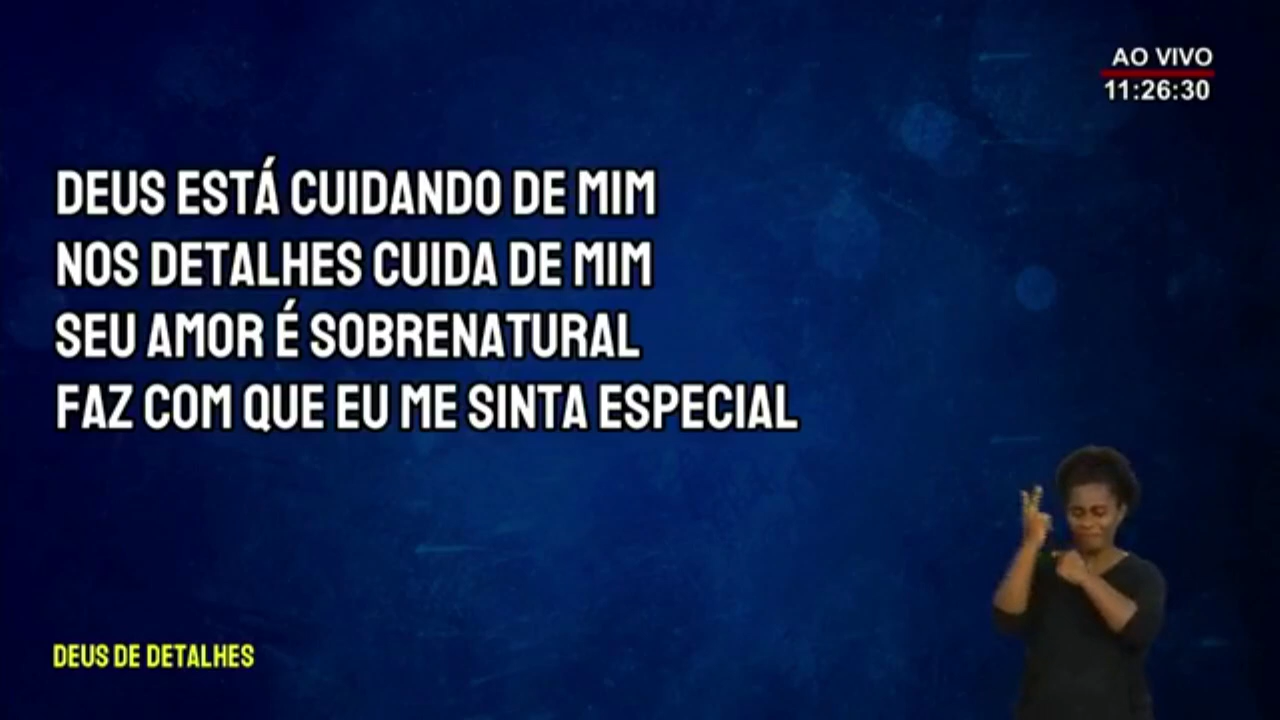 AO VIVO
11:26:30
DEUS ESTÁ CUIDANDO DE MIM
NOS DETALHES CUIDA DE MIM
SEU AMOR É SOBRENATURAL
FAZ COM QUE EU ME SINTA ESPECIAL
DEUS DE DETALHES